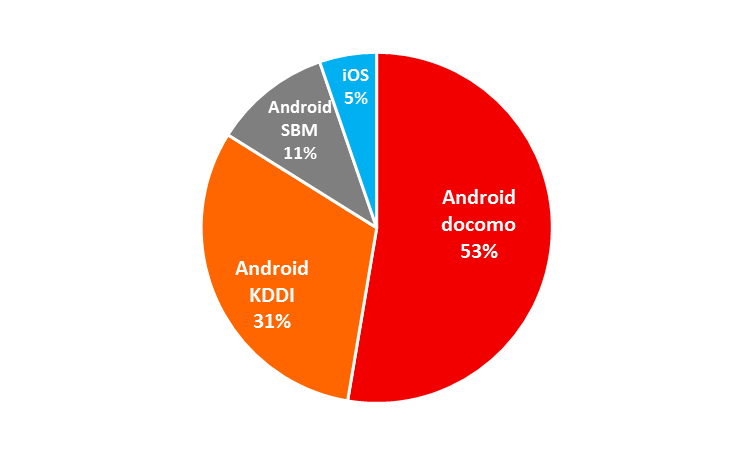 iOS
5%
Android
SBM
11%
Android
docomo
53%
Android
KDDI
31%